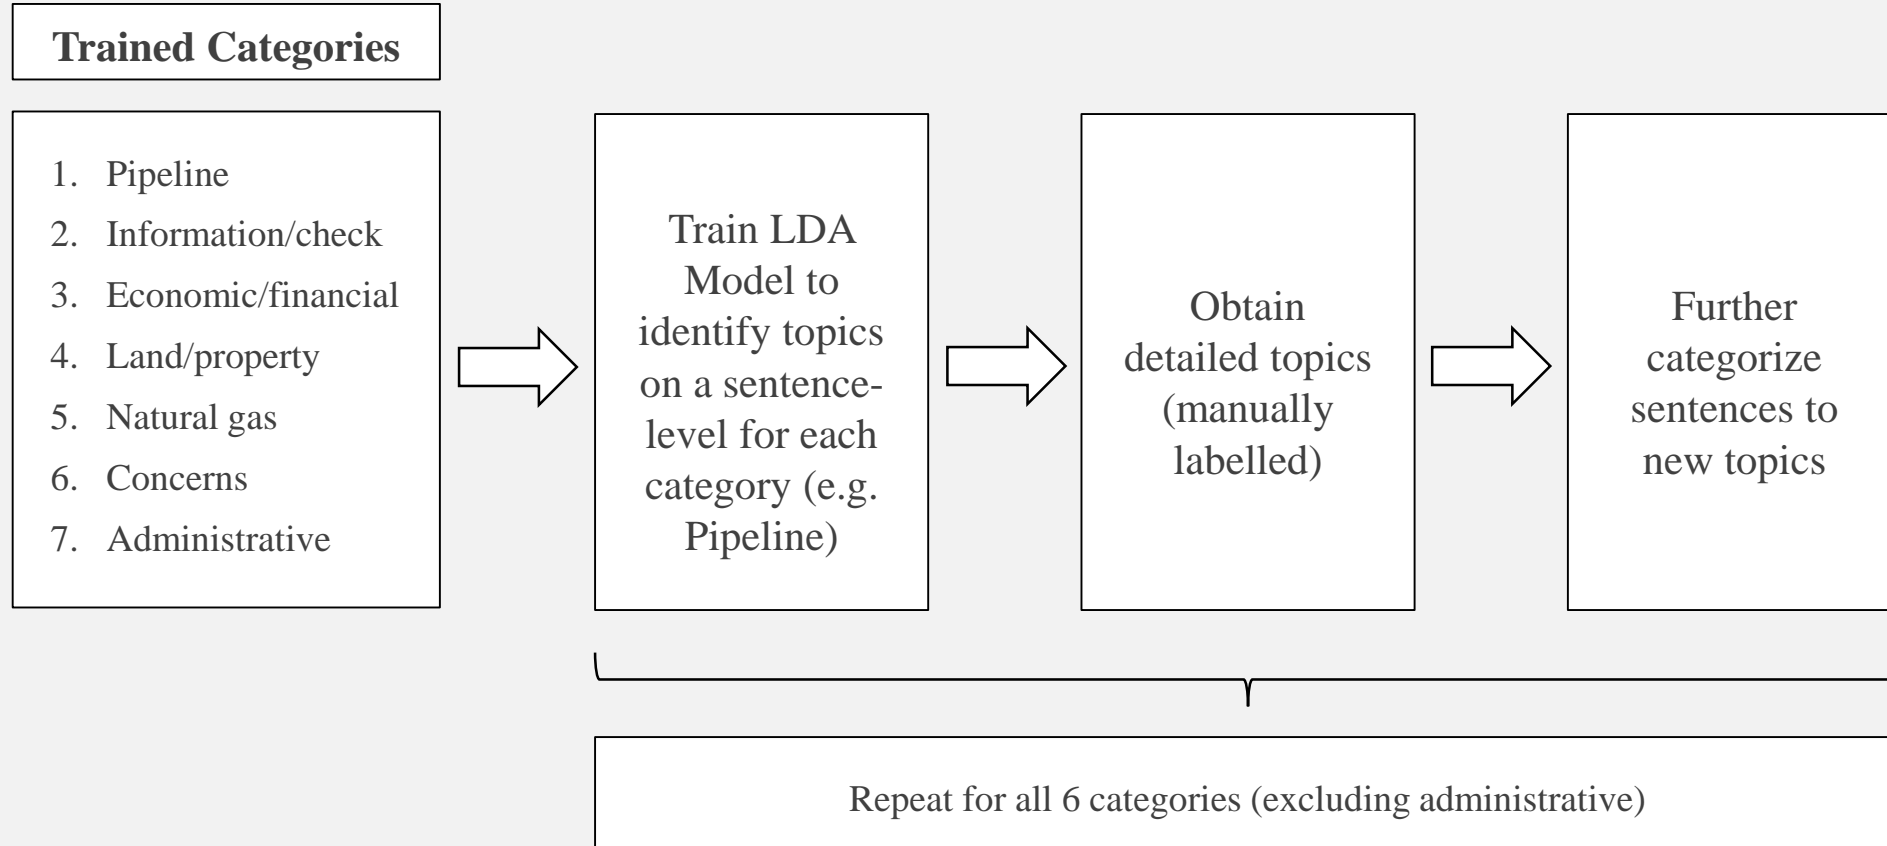 Trained Categories
1. Pipeline
2. Information/check
3. Economic/financial
4. Land/property
5. Natural gas
6. Concerns
7. Administrative
Train LDA
Model to
identify topics
on a sentence-
level for each
category (e.g.
Pipeline)
Obtain
detailed topics
(manually
labelled)
Further
categorize
sentences to
new topics
Repeat for all 6 categories (excluding administrative)